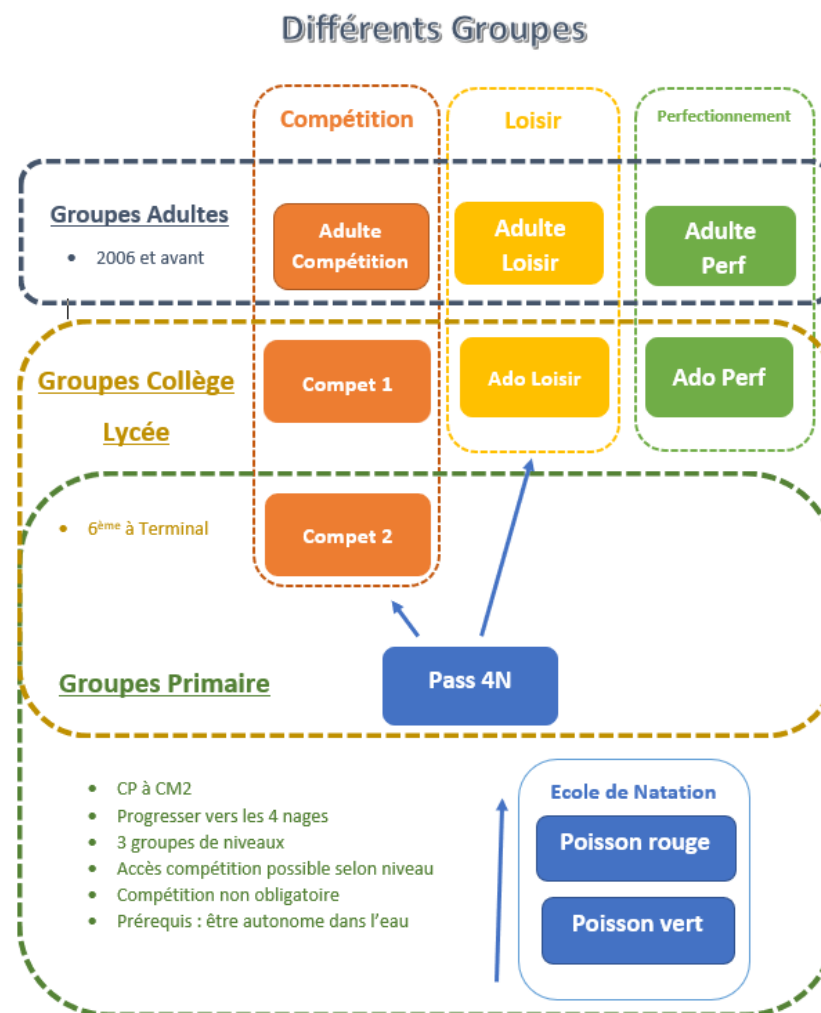 Différents Groupes
Compétition
Loisir
Perfectionnement
Groupes Adultes
• 2006 et avant
Adulte
Compétition
Adulte
Loisir
Adulte
Perf
Groupes Collège
Lycée
Compet 1
Ado Loisir
Ado Perf
• 6ème à Terminal
Compet 2
Groupes Primaire
Pass 4N
• CP à CM2
• Progresser vers les 4 nages
• 3 groupes de niveaux
• Accès compétition possible selon niveau
• Compétition non obligatoire
• Prérequis : être autonome dans l'eau
Ecole de Natation
Poisson rouge
Poisson vert